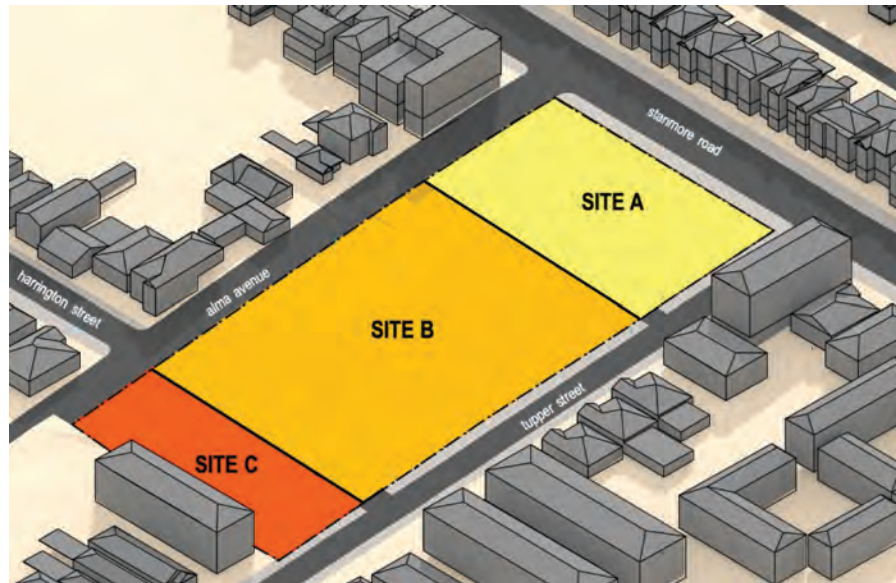 stanmore road
SITE A
harrington street
alma avenue
SITE B
tupper street
SITE C